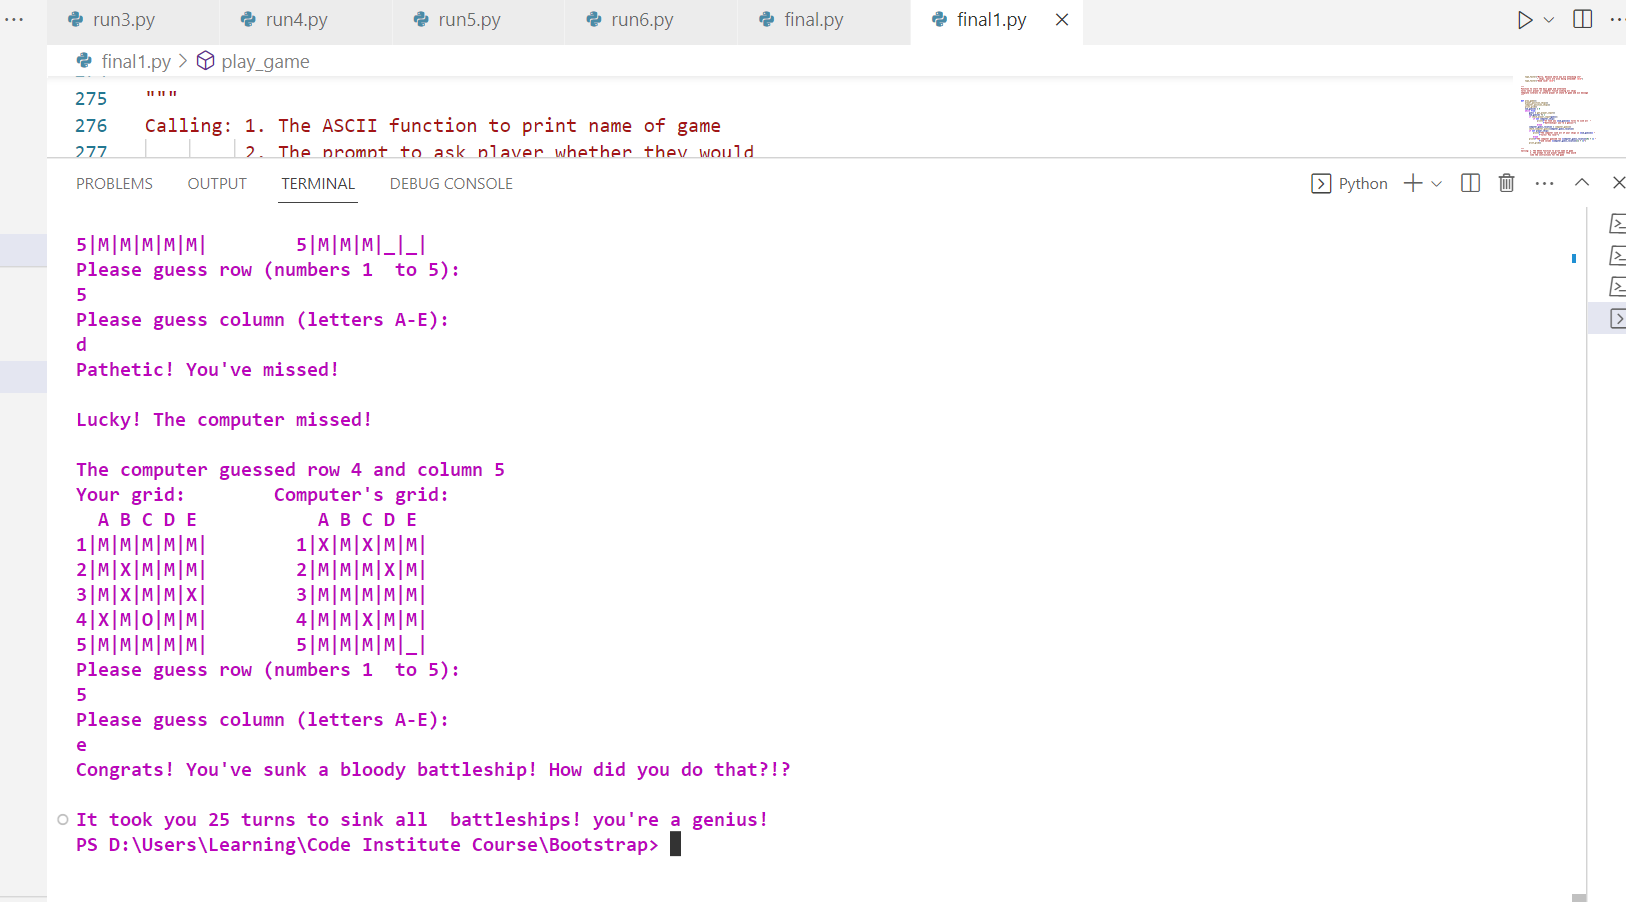 run3.py run4.py run5.py run6.py final.py final1.py
final1.py > play_game
275 """
276 Calling: 1. The ASCII function to print name of game
277 2. The prompt to ask player whether they would
PROBLEMS OUTPUT TERMINAL DEBUG CONSOLE Python
5|M|M|M|M|M| 5|M|M|M|_|_|
Please guess row (numbers 1  to 5):
5
Please guess column (letters A-E):
d
Pathetic! You've missed!
Lucky! The computer missed!
The computer guessed row 4 and column 5
Your grid: Computer's grid:
A B C D E A B C D E
1|M|M|M|M|M| 1|X|M|X|M|M|
2|M|X|M|M|M| 2|M|M|M|X|M|
3|M|X|M|M|X| 3|M|M|M|M|M|
4|X|M|O|M|M| 4|M|M|X|M|M|
5|M|M|M|M|M| 5|M|M|M|M|_|
Please guess row (numbers 1  to 5):
5
Please guess column (letters A-E):
e
Congrats! You've sunk a bloody battleship! How did you do that?!?
It took you 25 turns to sink all  battleships! you're a genius!
PS D:\Users\Learning\Code Institute Course\Bootstrap>